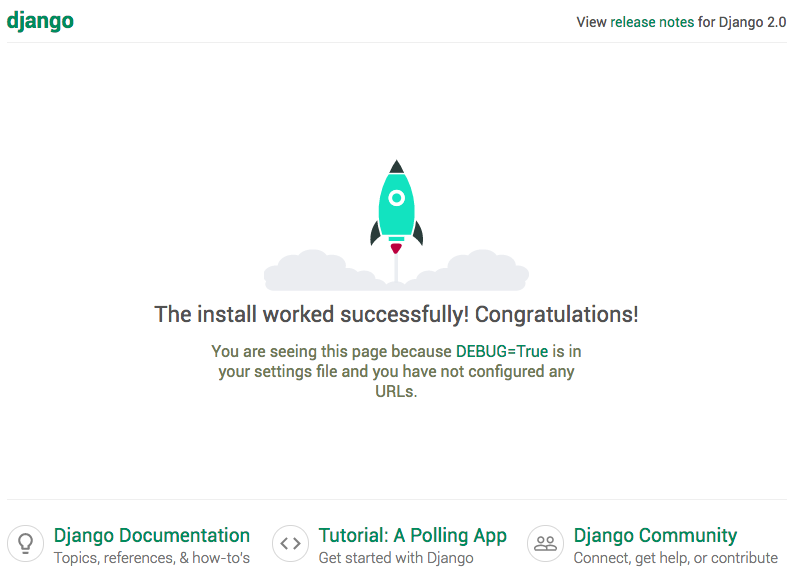 django
View release notes for Django 2.0
The install worked successfully! Congratulations!
You are seeing this page because DEBUG=True is in
your settings file and you have not configured any
URLs.
Django Documentation
Topics, references, & how-to's
Tutorial: A Polling App
Get started with Django
Django Community
Connect, get help, or contribute